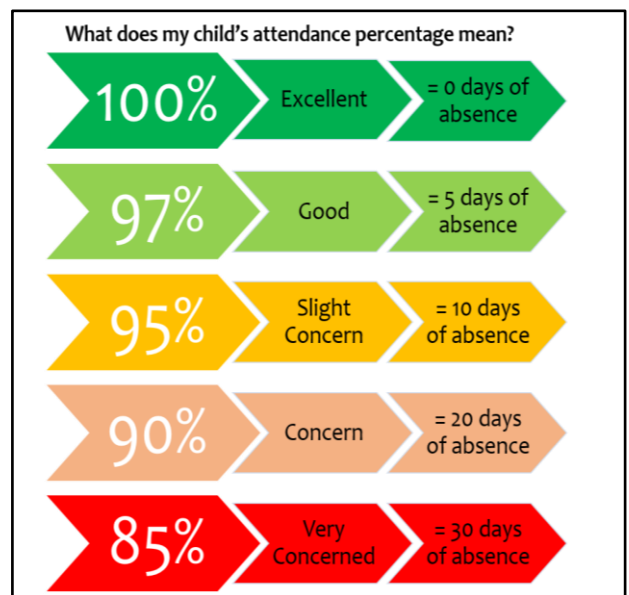 What does my child's attendance percentage mean?
100%
Excellent
= 0 days of
absence
97%
Good
= 5 days of
absence
95%
Slight
Concern
= 10 days
of absence
90%
Concern
= 20 days
of absence
85%
Very
Concerned
= 30 days
of absence